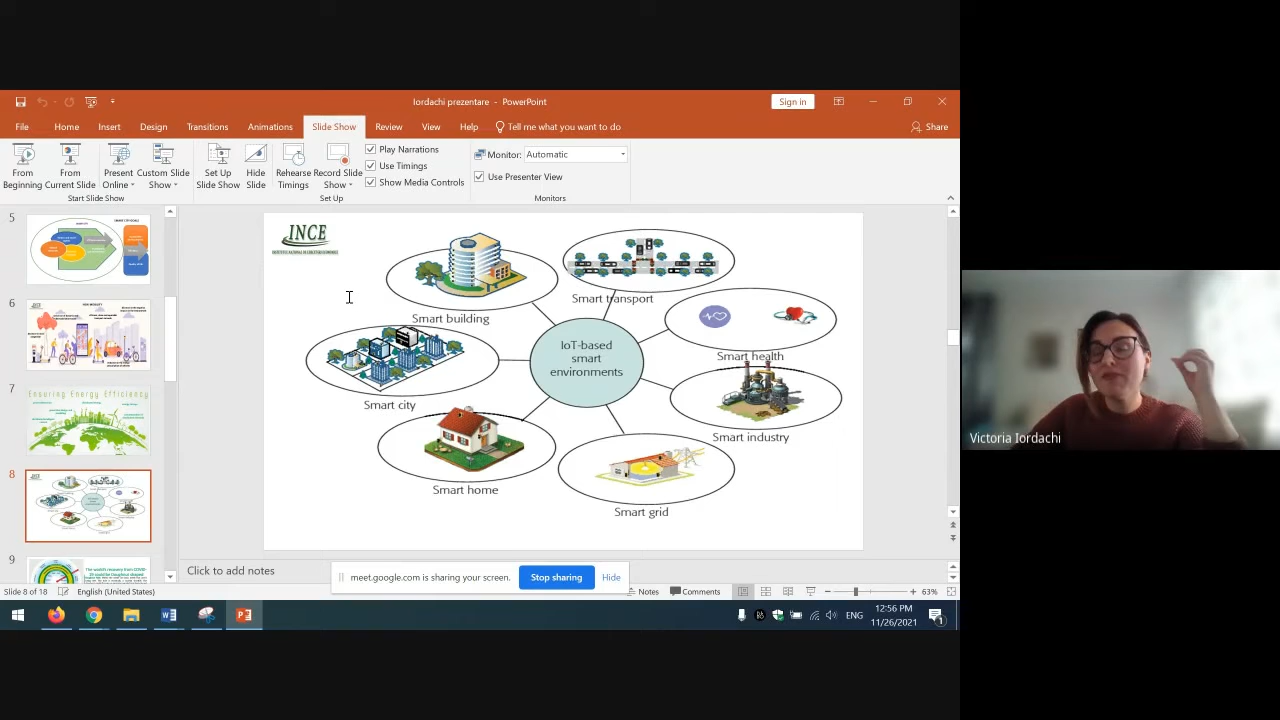 Iordachi prezentare - PowerPoint
Sign in
File Home Insert Design Transitions Animations Slide Show Review View Help Tell me what you want to do
Share
From Beginning
From Current Slide
Present Online
Custom Slide Show
Set Up Slide Show
Hide Slide
Rehearse Timings
Record Slide Show
Play Narrations
Use Timings
Show Media Controls
Monitor: Automatic
Use Presenter View
Start Slide Show
Set Up
Monitors
5
6
7
Ensuring Energy Efficiency
8
9
INCE
Smart building
Smart transport
Smart health
Smart industry
Smart grid
Smart home
Smart city
IoT-based
smart
environments
Victoria Iordachi
Click to add notes
meet.google.com is sharing your screen.
Stop sharing
Hide
Slide 8 of 18
English (United States)
Notes
Comments
63%
ENG
12:56 PM
11/26/2021
1